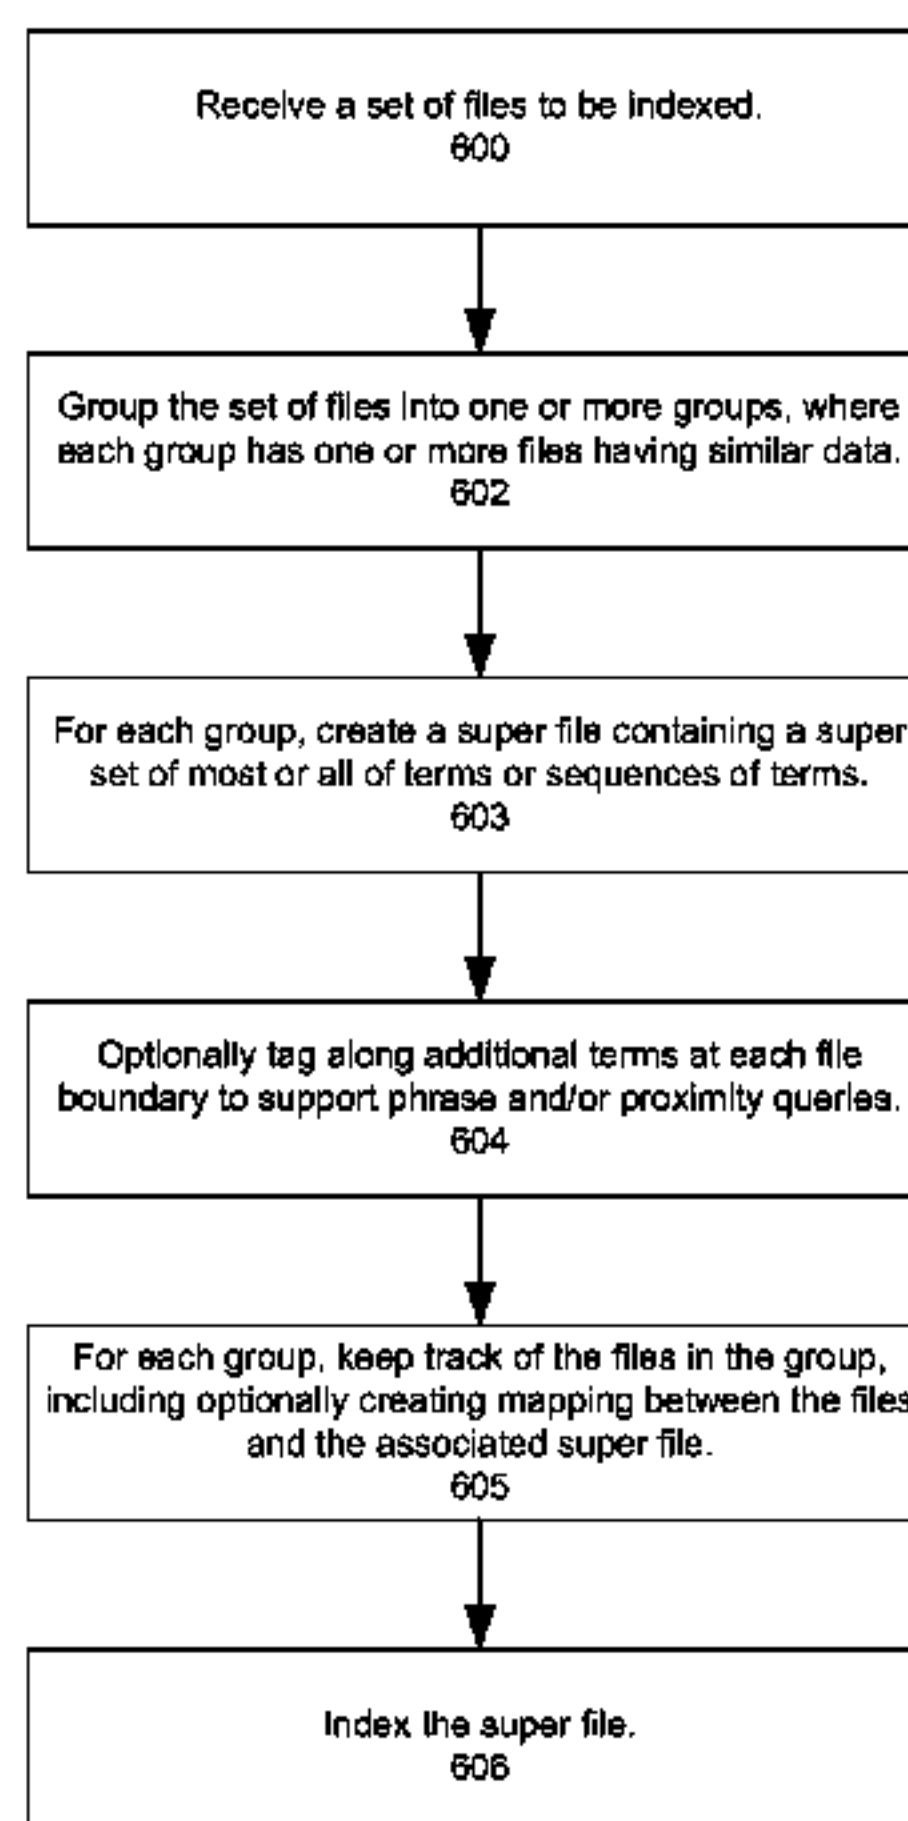 Receive a set of files to be indexed.
600
Group the set of files into one or more groups, where
each group has one or more files having similar data.
602
For each group, create a super file containing a super
set of most or all of terms or sequences of terms.
603
Optionally tag along additional terms at each file
boundary to support phrase and/or proximity queries.
604
For each group, keep track of the files in the group,
including optionally creating mapping between the files
and the associated super file.
605
Index the super file.
606